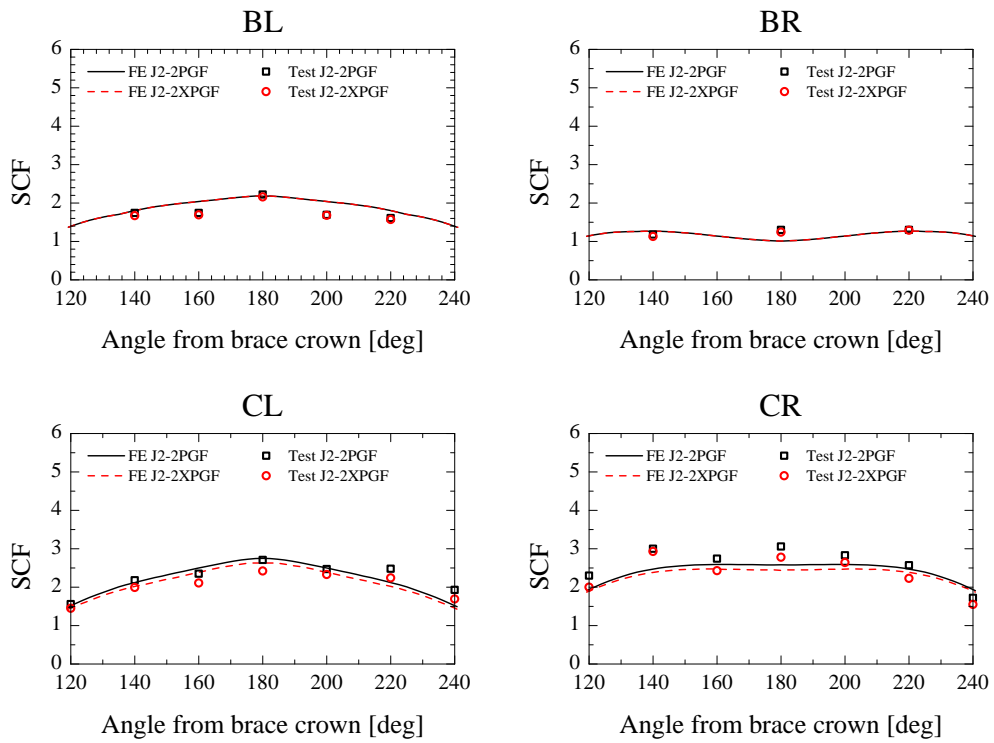 BL
6
5
4
3
2
1
0
SCF
FE J2-2PGF
FE J2-2XPGF
Test J2-2PGF
Test J2-2XPGF
120 140 160 180 200 220 240
Angle from brace crown [deg]
BR
6
5
4
3
2
1
0
SCF
FE J2-2PGF
FE J2-2XPGF
Test J2-2PGF
Test J2-2XPGF
120 140 160 180 200 220 240
Angle from brace crown [deg]
CL
6
5
4
3
2
1
0
SCF
FE J2-2PGF
FE J2-2XPGF
Test J2-2PGF
Test J2-2XPGF
120 140 160 180 200 220 240
Angle from brace crown [deg]
CR
6
5
4
3
2
1
0
SCF
FE J2-2PGF
FE J2-2XPGF
Test J2-2PGF
Test J2-2XPGF
120 140 160 180 200 220 240
Angle from brace crown [deg]